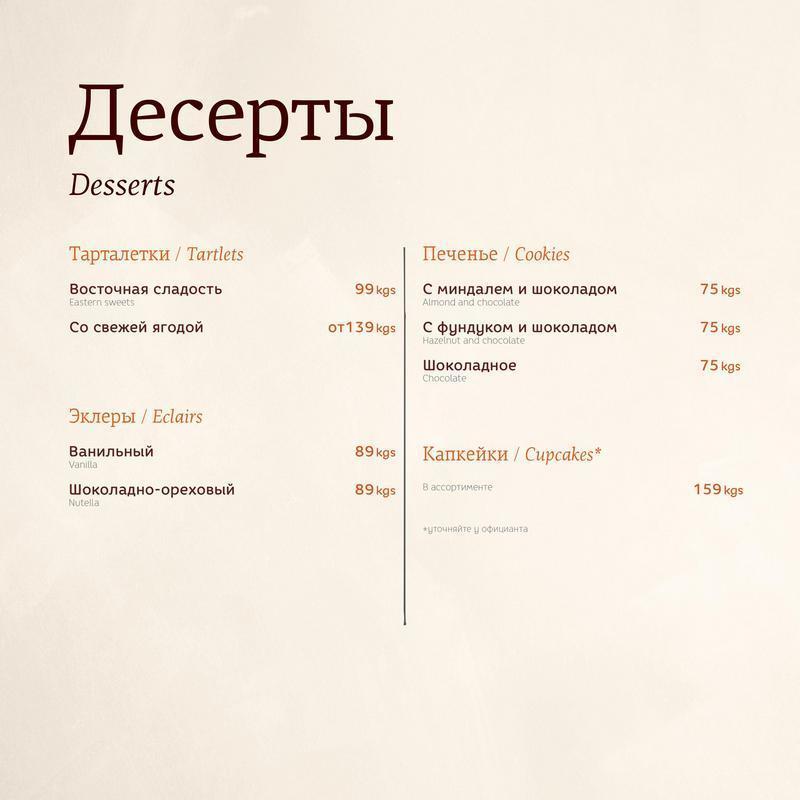 Десерты
Desserts
Тарталетки / Tartlets
Восточная сладость 99 kgs
Eastern sweets
Со свежей ягодой от139 kgs
Эклеры / Eclairs
Ванильный 89 kgs
Vanilla
Шоколадно-ореховый 89 kgs
Nutella
Печенье / Cookies
С миндалем и шоколадом 75 kgs
Almond and chocolate
С фундуком и шоколадом 75 kgs
Hazelnut and chocolate
Шоколадное 75 kgs
Chocolate
Капкейки / Cupcakes*
В ассортименте 159 kgs
*уточняйте у официанта